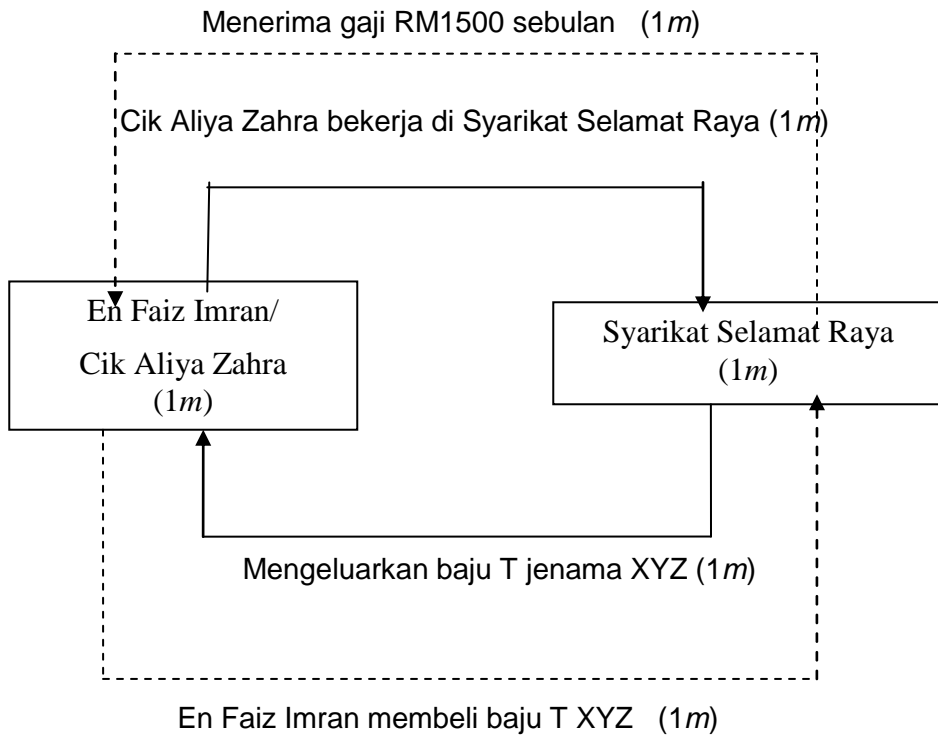 Menerima gaji RM1500 sebulan (1m)
Cik Aliya Zahra bekerja di Syarikat Selamat Raya (1m)
En Faiz Imran/
Cik Aliya Zahra
(1m)
Syarikat Selamat Raya
(1m)
Mengeluarkan baju T jenama XYZ (1m)
En Faiz Imran membeli baju T XYZ (1m)